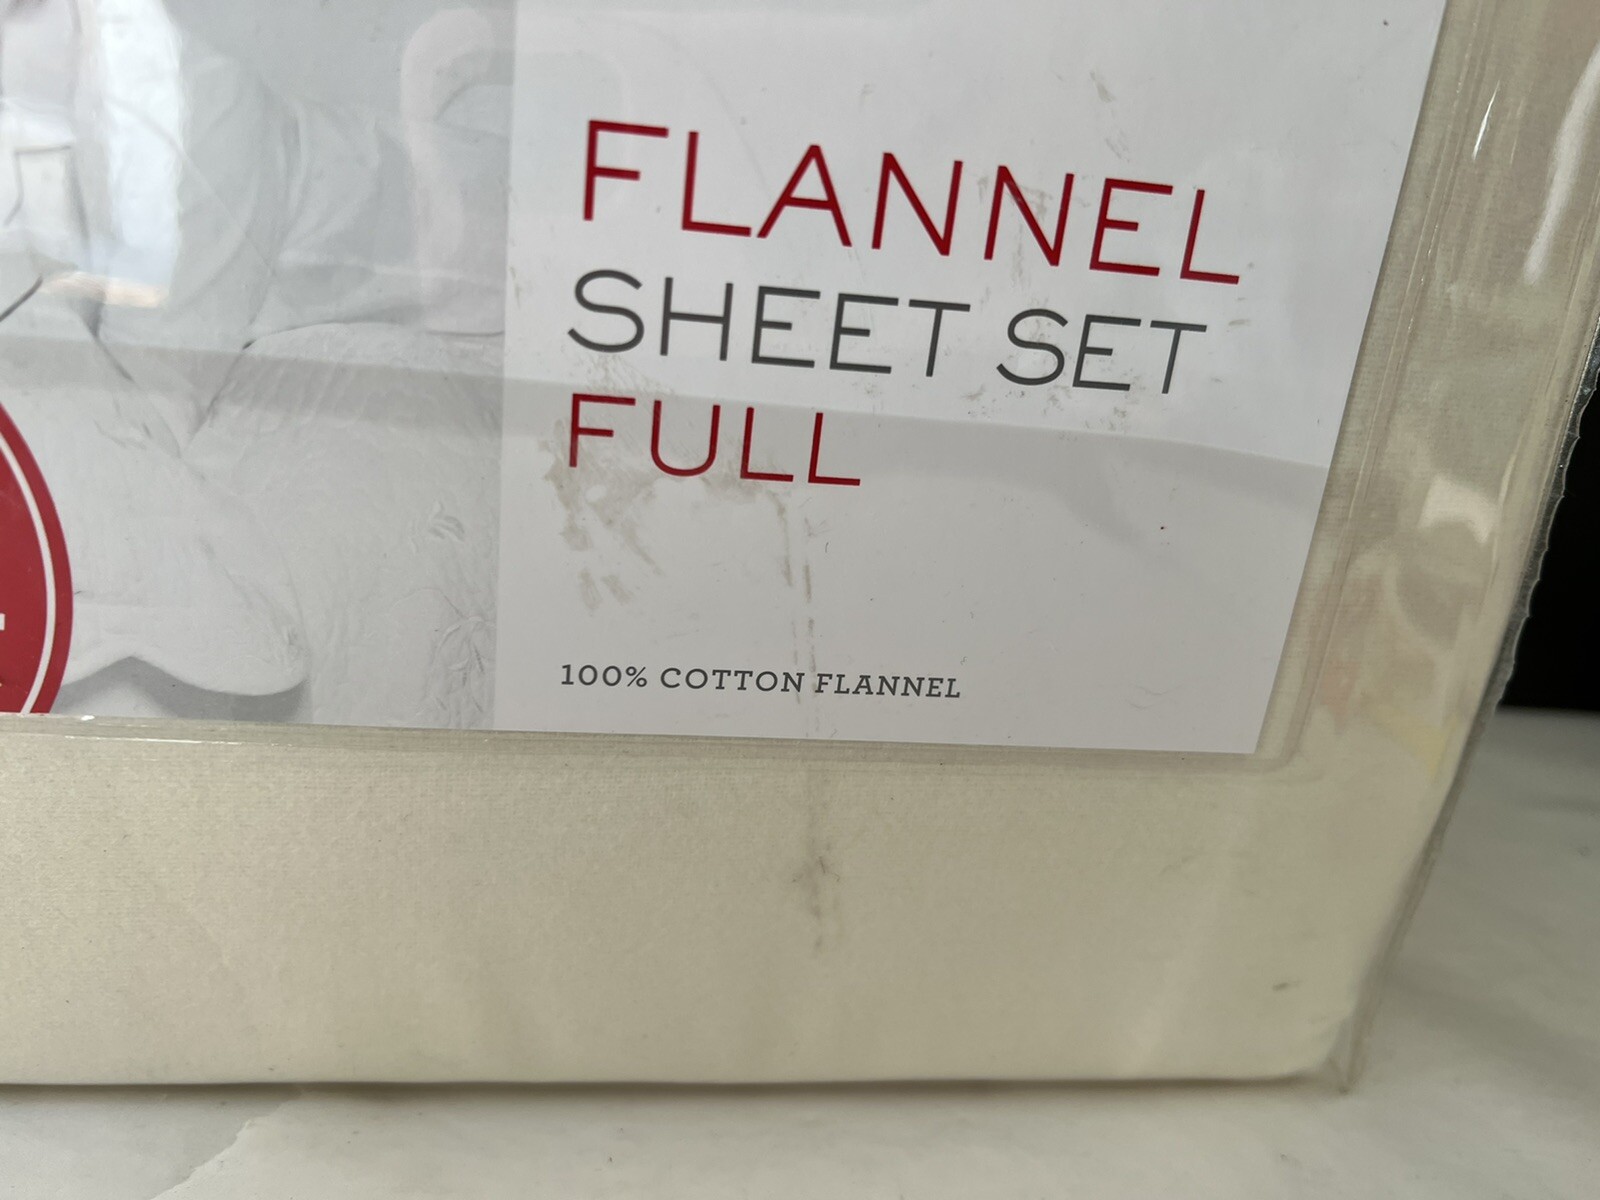 FLANNEL
SHEET SET
FULL
100% COTTON FLANNEL